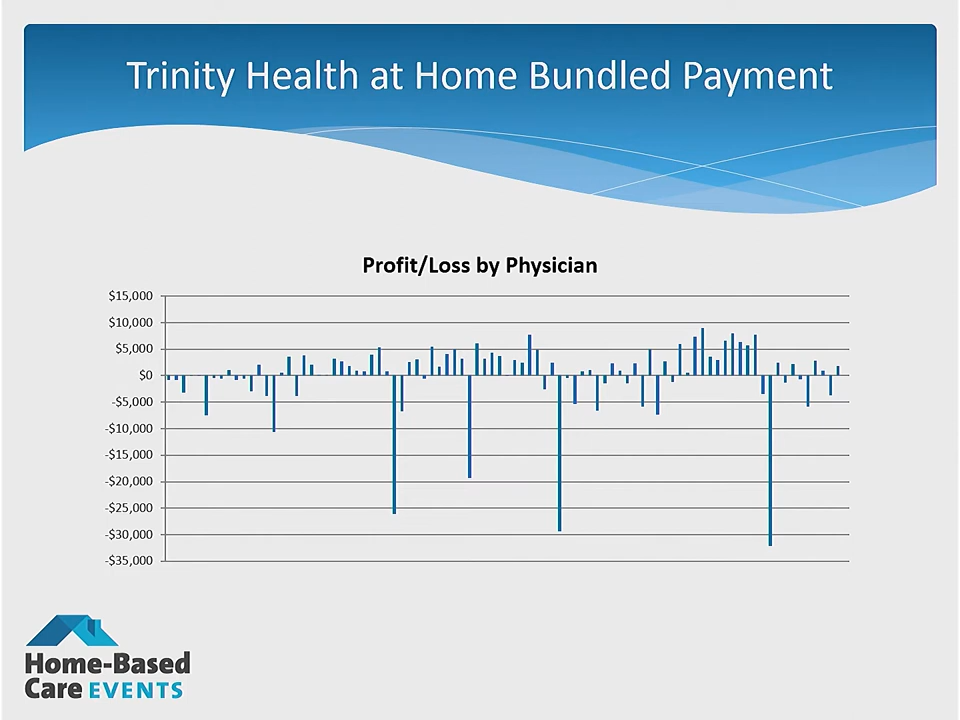 Trinity Health at Home Bundled Payment
Profit/Loss by Physician
$15,000
$10,000
$5,000
$0
-$5,000
-$10,000
-$15,000
-$20,000
-$25,000
-$30,000
-$35,000
Home-Based
Care EVENTS